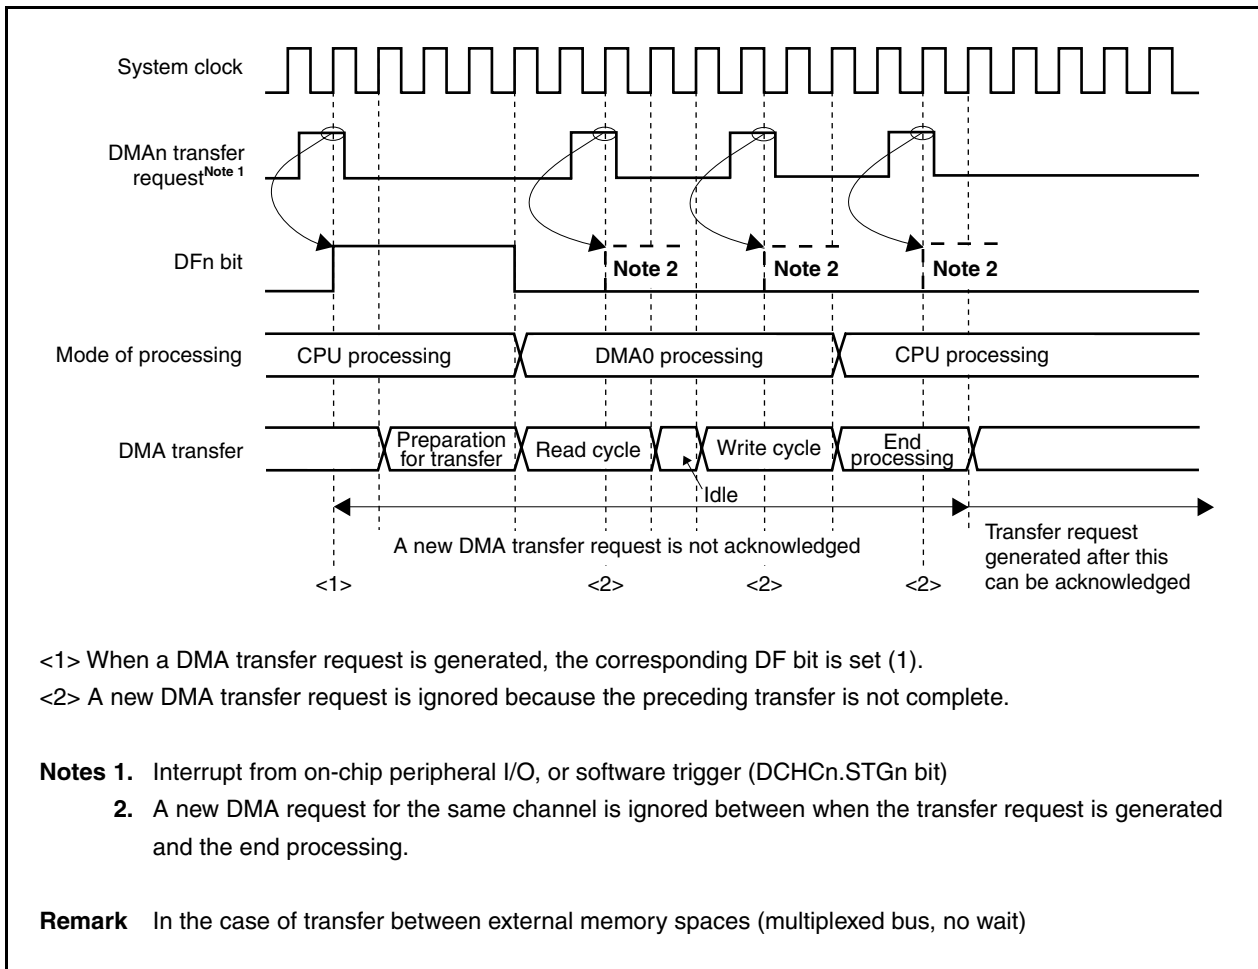 System clock
DMAn transfer
request Note 1
DFn bit
Note 2
Note 2
Note 2
Mode of processing
CPU processing
DMA0 processing
CPU processing
DMA transfer
Preparation
for transfer
Read cycle
Idle
Write cycle
End
processing
A new DMA transfer request is not acknowledged
Transfer request
generated after this
can be acknowledged
<1>
<2>
<2>
<2>
<1> When a DMA transfer request is generated, the corresponding DF bit is set (1).
<2> A new DMA transfer request is ignored because the preceding transfer is not complete.
Notes 1. Interrupt from on-chip peripheral I/O, or software trigger (DCHCn.STGn bit)
2. A new DMA request for the same channel is ignored between when the transfer request is generated
and the end processing.
Remark In the case of transfer between external memory spaces (multiplexed bus, no wait)